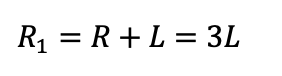 R₁ = R + L = 3L